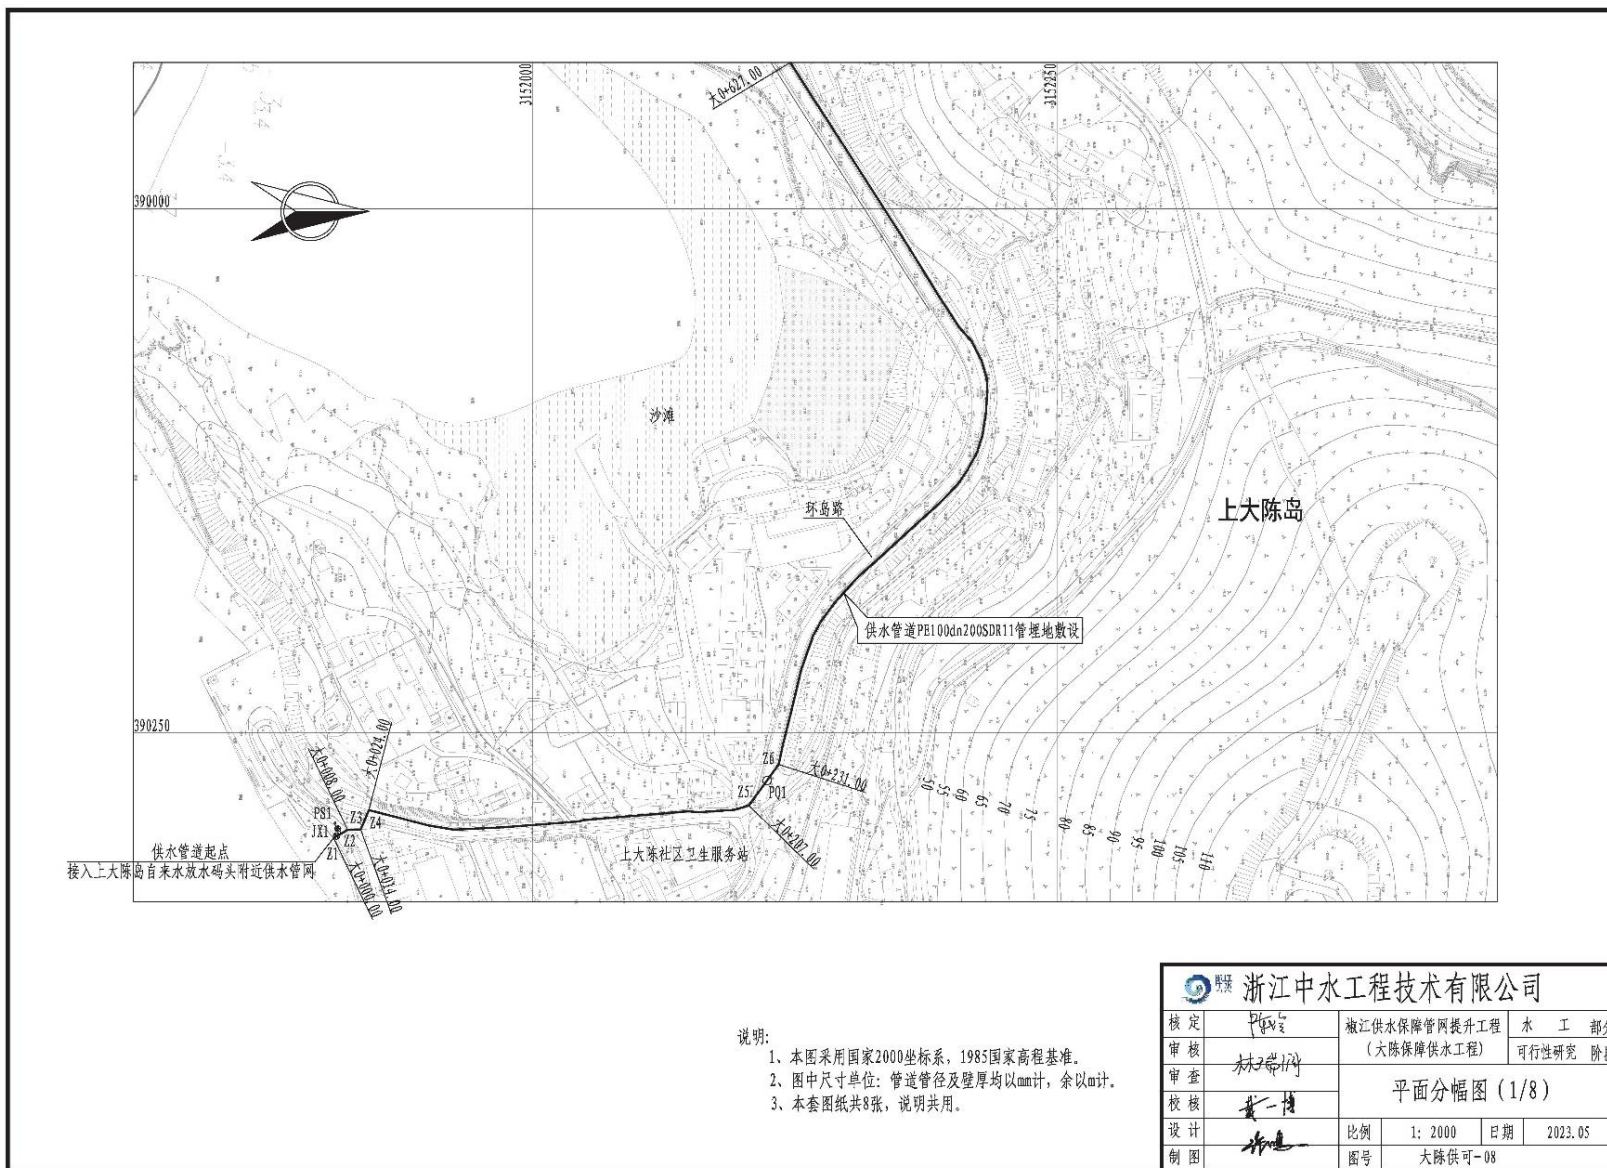 大0+627.00
3152000
3152250
390000
沙滩
环岛路
上大陈岛
供水管道PE100dn200SDR11管埋地敷设
390250
大0+008.00
大0+024.00
Z6
PQ1
Z5
大0+231.00
大0+207.00
50
55
60
65
70
75
80
85
90
95
100
105
110
PS1
JX1
Z1
Z2
Z3
Z4
供水管道起点
接入上大陈岛自来水放水码头附近供水管网
大0+000.00
大0+014.00
上大陈社区卫生服务站
说明:
1、本图采用国家2000坐标系, 1985国家高程基准。
2、图中尺寸单位: 管道管径及壁厚均以mm计, 余以m计。
3、本套图纸共8张, 说明共用。
浙江中水工程技术有限公司
核定
审核
审查
校核
设计
制图
椒江供水保障管网提升工程
(大陈保障供水工程)
水 工 部分
可行性研究 阶段
平面分幅图 (1/8)
比例 1: 2000 日期 2023.05
图号 大陈供可-08